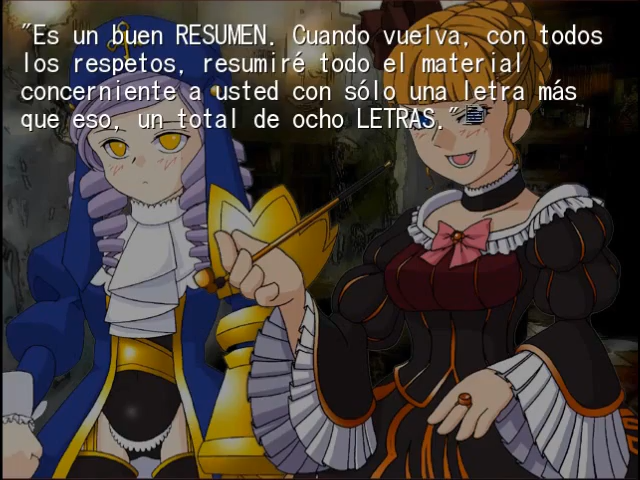 "Es un buen RESUMEN. Cuando vuelva, con todos
los respetos, resumiré todo el material
concerniente a usted con sólo una letra más
que eso, un total de ocho LETRAS."